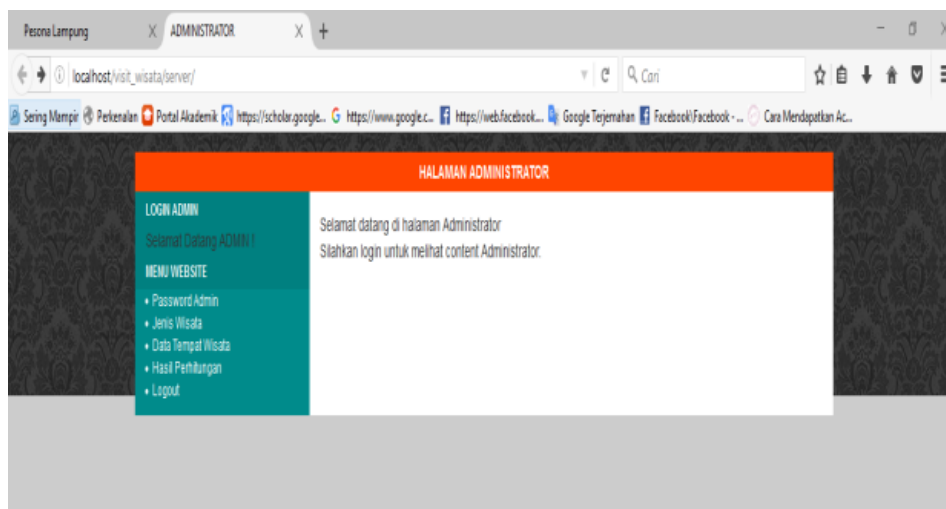 Pesona Lampung ADMINISTRATOR
localhost/visit_wisata/server/ Cari
Sering Mampir Perkenalan Portal Akademik https://scholar.google... https://www.google.c... https://web.facebook.... Google Terjemahan Facebook\Facebook - ... Cara Mendapatkan Ac...
HALAMAN ADMINISTRATOR
LOGIN ADMIN
Selamat Datang ADMIN !
MENU WEBSITE
• Password Admin
• Jenis Wisata
• Data Tempat Wisata
• Hasil Perhitungan
• Logout
Selamat datang di halaman Administrator
Silahkan login untuk melihat content Administrator.